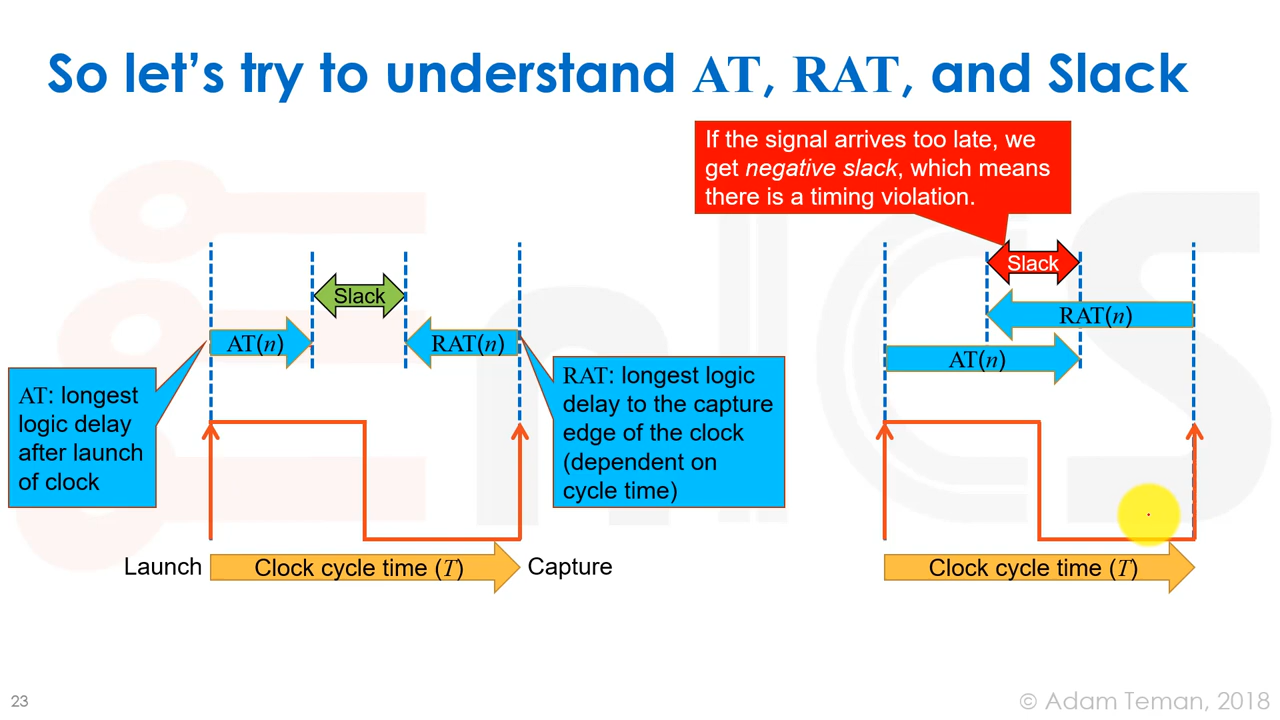 So let's try to understand AT, RAT, and Slack
If the signal arrives too late, we
get negative slack, which means
there is a timing violation.
Slack
AT(n)
RAT(n)
AT: longest
logic delay
after launch
of clock
RAT: longest logic
delay to the capture
edge of the clock
(dependent on
cycle time)
Launch
Clock cycle time (T)
Capture
Slack
RAT(n)
AT(n)
Clock cycle time (T)
23
© Adam Teman, 2018